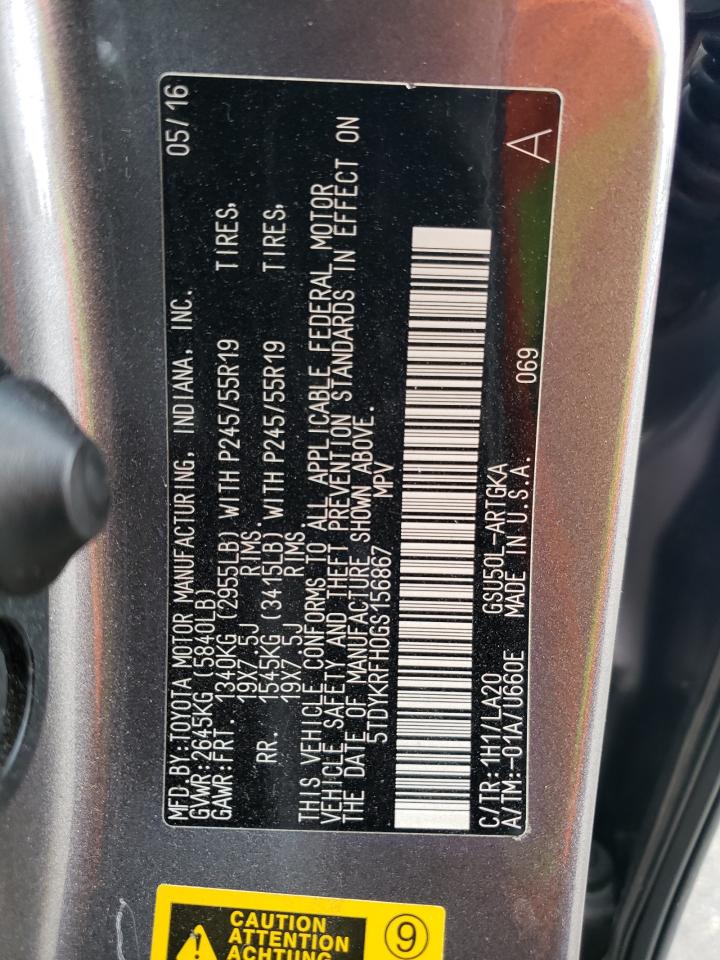 MFD BY:TOYOTA MOTOR MANUFACTURING, INDIANA, INC. 05/16
GVWR:2645KG (5840LB)
GAWR:FRT. 1340KG (2955LB) WITH P245/55R19 TIRES,
19X7.5J RIMS.
RR. 1545KG (3415LB) WITH P245/55R19 TIRES,
19X7.5J RIMS.
THIS VEHICLE CONFORMS TO ALL APPLICABLE FEDERAL MOTOR
VEHICLE SAFETY AND THEFT PREVENTION STANDARDS IN EFFECT ON
THE DATE OF MANUFACTURE SHOWN ABOVE.
5TDYKRFH0GS156867 MPV
C/TR:1H1/LA20 GSU50L-ARTGKA
A/TM:-01A/U660E MADE IN U.S.A. 069 A
CAUTION
ATTENTION
ACHTUNG
9